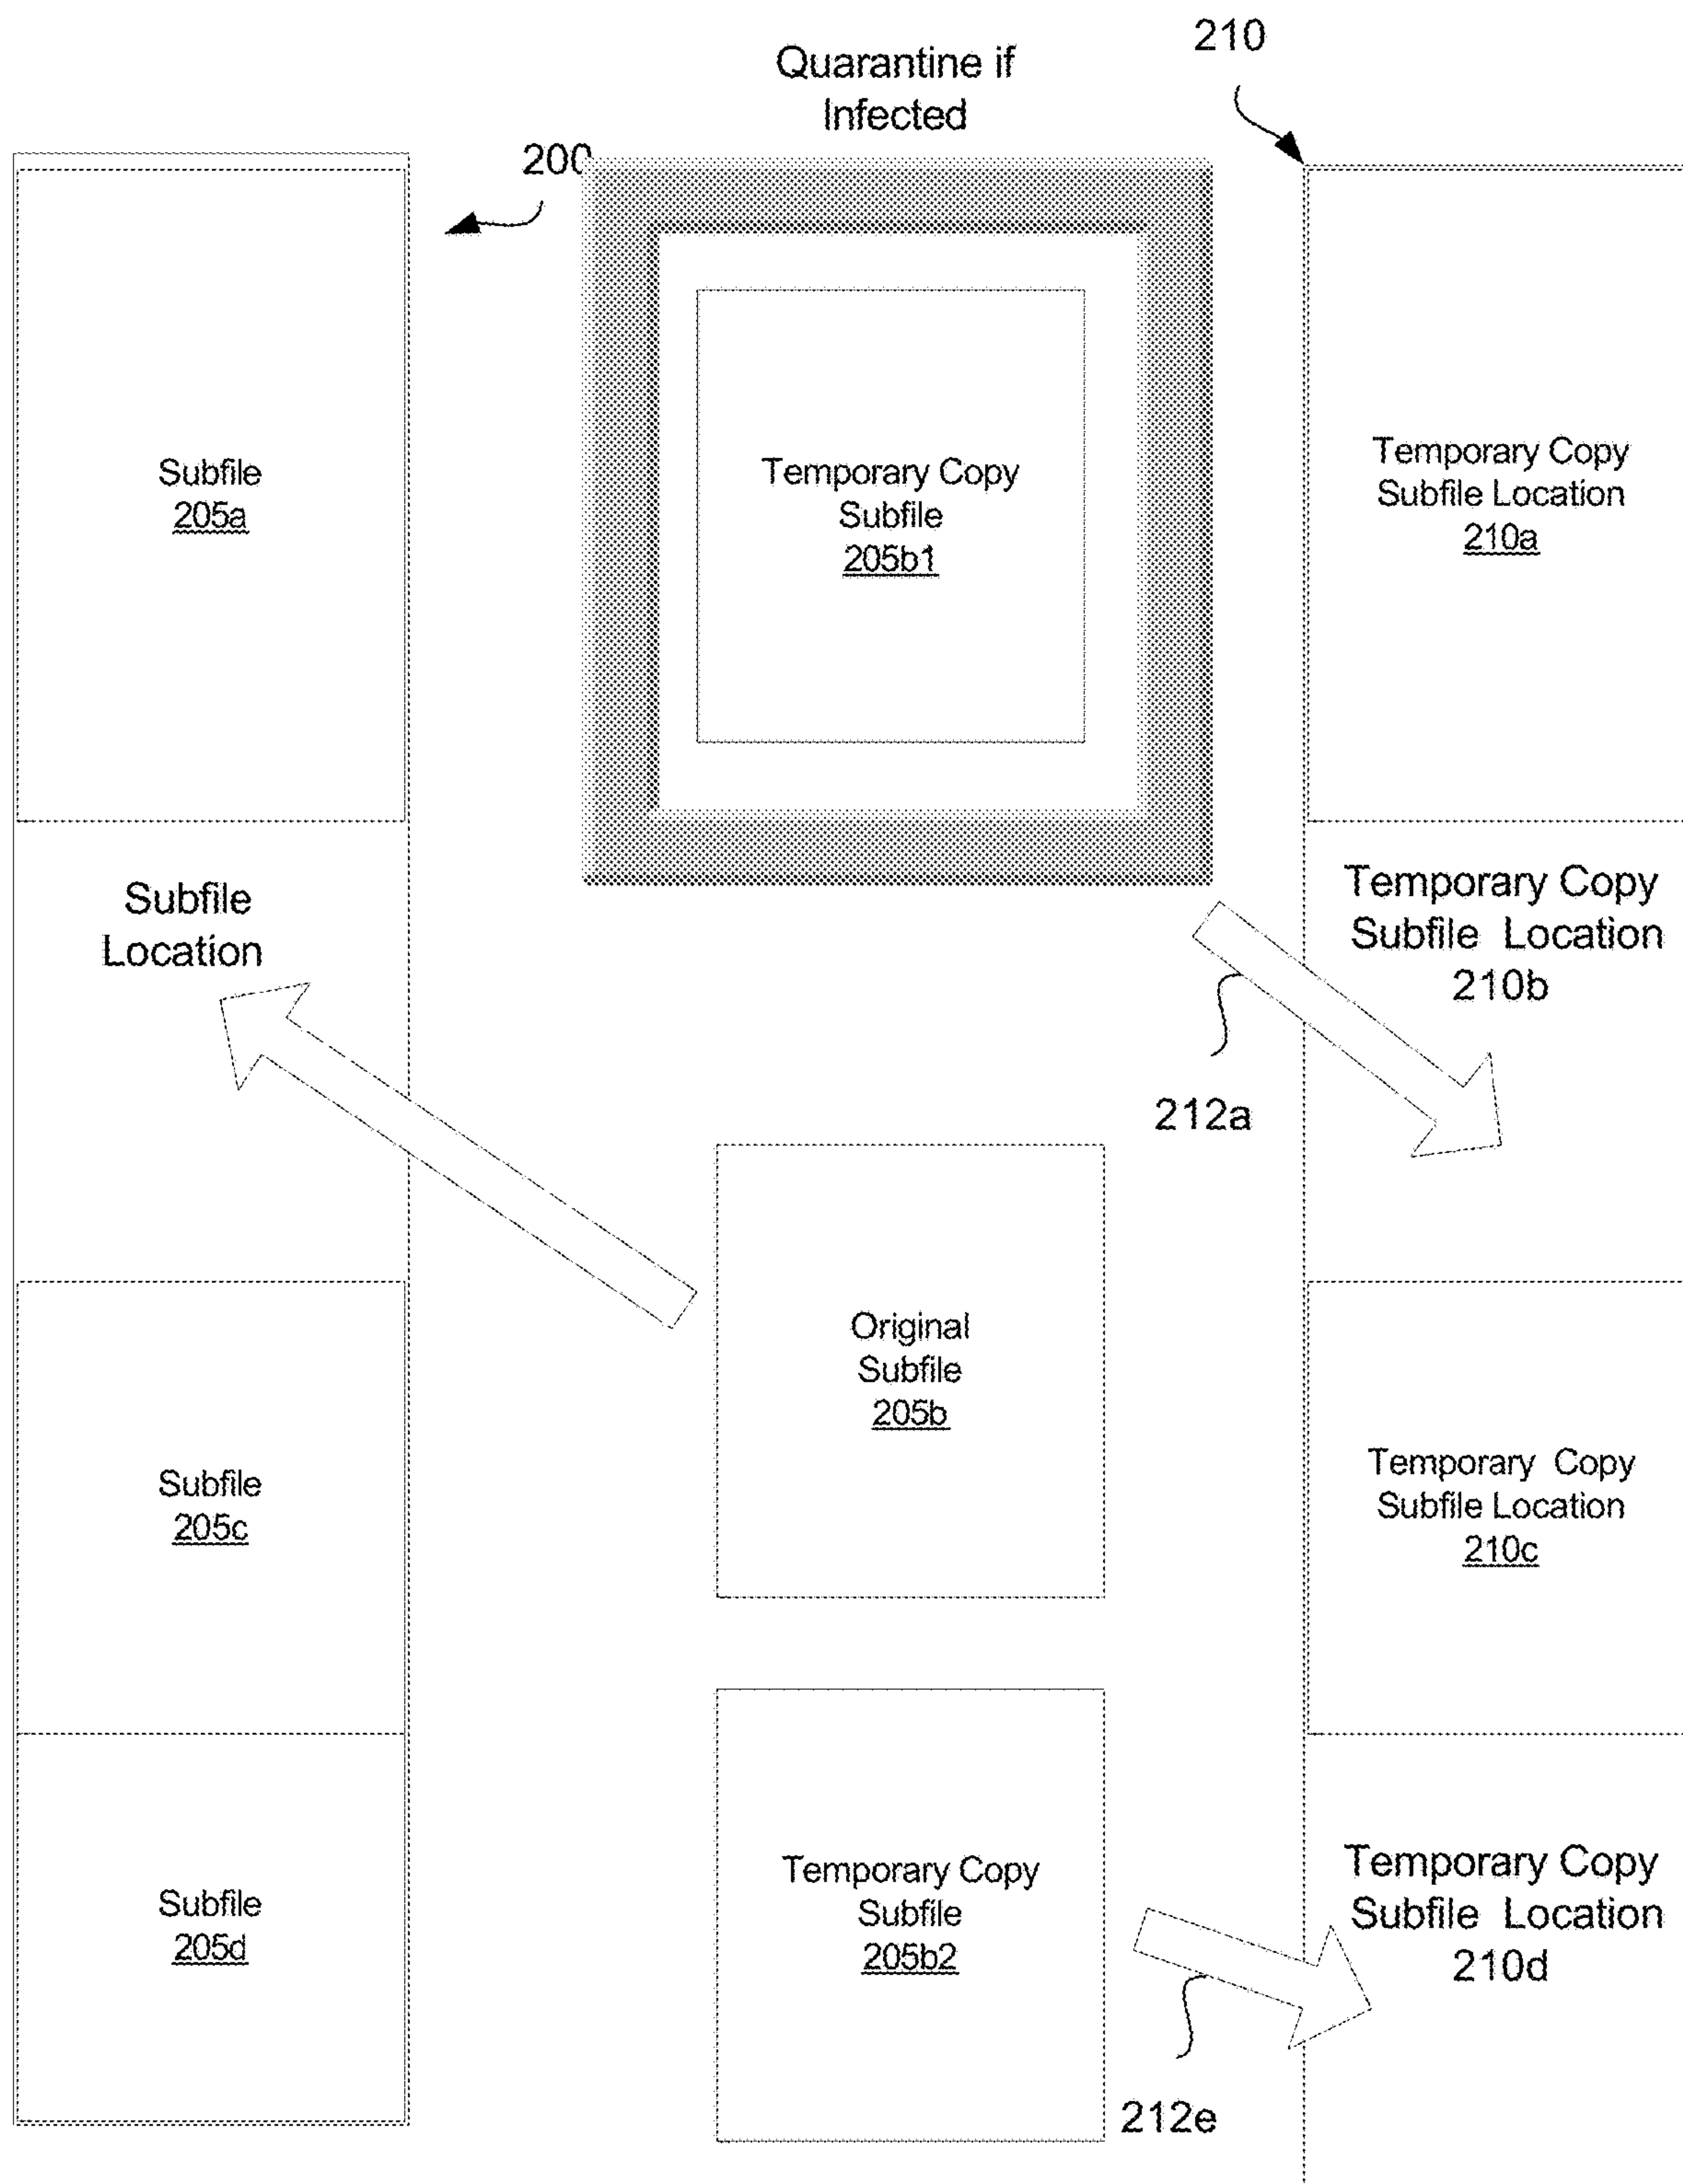 210
Quarantine if
Infected
200
Subfile
205a
Temporary Copy
Subfile
205b1
Temporary Copy
Subfile Location
210a
Subfile
Location
Temporary Copy
Subfile Location
210b
212a
Original
Subfile
205b
Subfile
205c
Temporary Copy
Subfile Location
210c
Subfile
205d
Temporary Copy
Subfile
205b2
Temporary Copy
Subfile Location
210d
212e